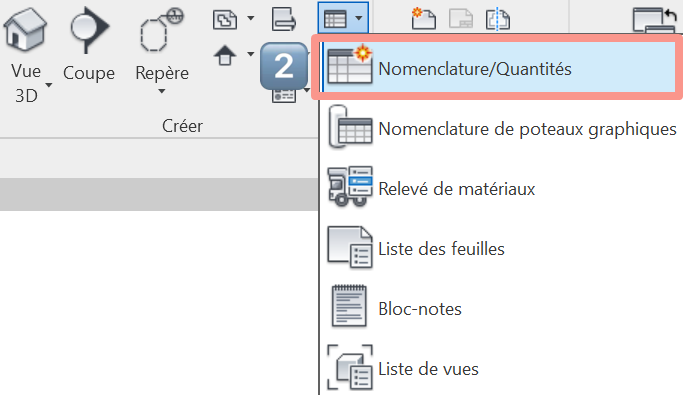 Vue
3D
Coupe
Repère
Créer
2
Nomenclature/Quantités
Nomenclature de poteaux graphiques
Relevé de matériaux
Liste des feuilles
Bloc-notes
Liste de vues